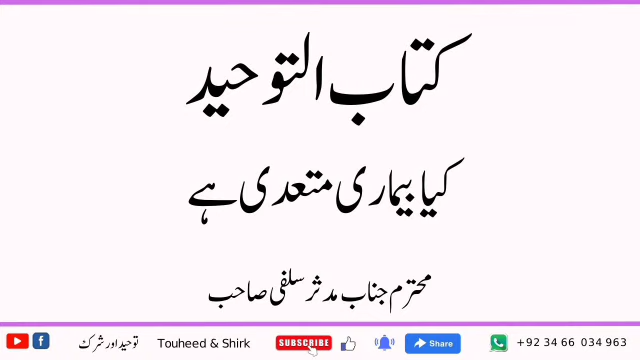 کتاب التوحید
کیا بیماری متعدی ہے
محترم جناب مدثر سلفی صاحب
توحید اور شرک Touheed & Shirk SUBSCRIBE Share +92 34 66 034 963